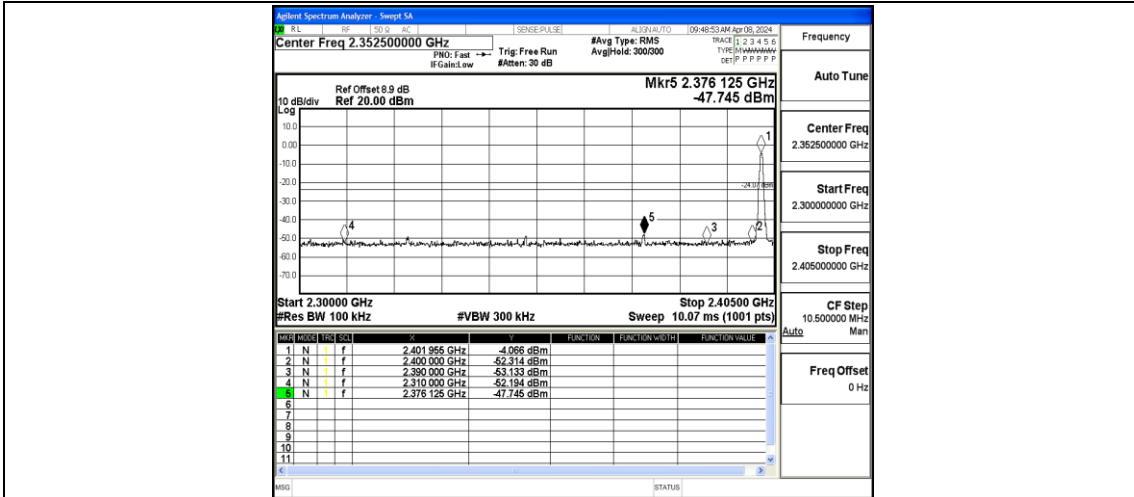 Agilent Spectrum Analyzer - Swept SA
RL RF 50 Ω AC SENSE:PULSE ALIGN AUTO 09:48:53 AM Apr 08, 2024
Center Freq 2.352500000 GHz #Avg Type: RMS TRACE 1 2 3 4 5 6
PNO: Fast Trig: Free Run Avg|Hold: 300/300 TYPE M WWWWW
IFGain:Low #Atten: 30 dB DET P P P P P P
Frequency
Auto Tune
Center Freq
2.352500000 GHz
Start Freq
2.300000000 GHz
Stop Freq
2.405000000 GHz
CF Step
10.500000 MHz
Auto Man
Freq Offset
0 Hz
Mkr5 2.376 125 GHz
Ref Offset 8.9 dB
-47.745 dBm
10 dB/div Ref 20.00 dBm
Log
10.0
0.00
-10.0
-20.0
-30.0
-40.0
-50.0
-60.0
-70.0
1
-24.07 dBm
4 5 3 2
Start 2.30000 GHz Stop 2.40500 GHz
#Res BW 100 kHz #VBW 300 kHz Sweep 10.07 ms (1001 pts)
MKR MODE TRC SCL X Y FUNCTION FUNCTION WIDTH FUNCTION VALUE
1 N 1 f 2.401 955 GHz -4.066 dBm
2 N 1 f 2.400 000 GHz -52.314 dBm
3 N 1 f 2.390 000 GHz -53.133 dBm
4 N 1 f 2.310 000 GHz -52.194 dBm
5 N 1 f 2.376 125 GHz -47.745 dBm
6
7
8
9
10
11
MSG STATUS